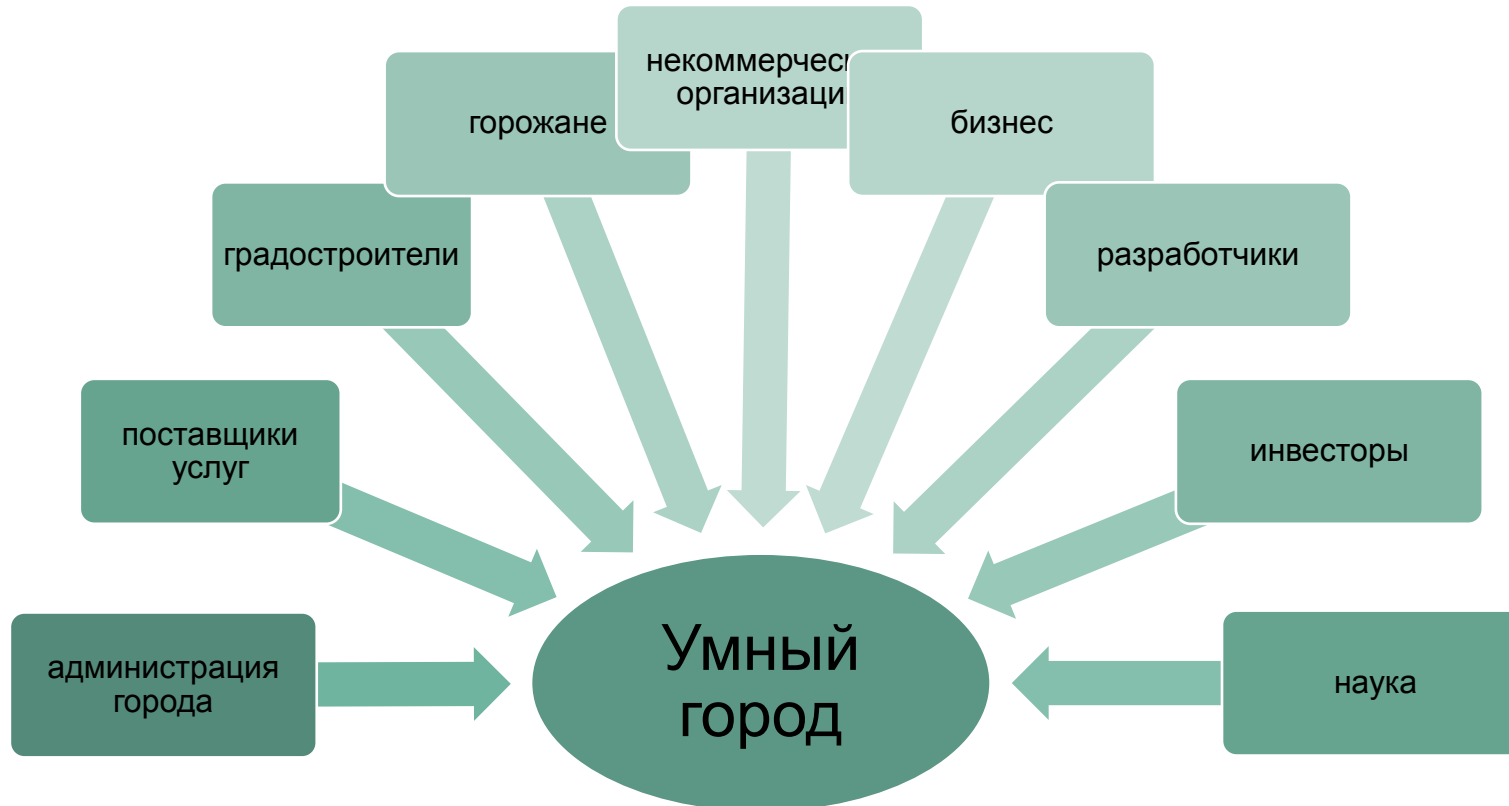 некоммерчес
организаци
горожане
бизнес
градостроители
разработчики
поставщики
услуг
инвесторы
администрация
города
Умный
город
наука